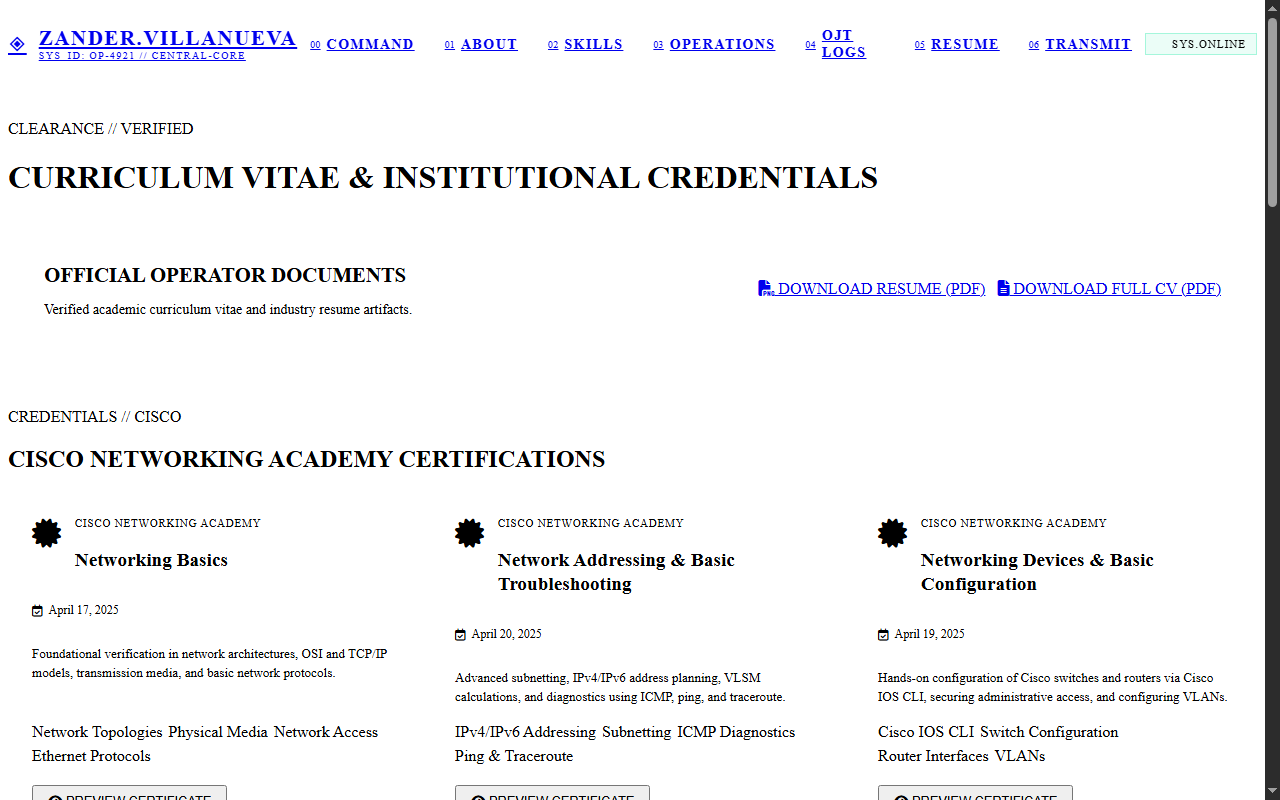 ZANDER.VILLANUEVA
SYS_ID: OP-4921 // CENTRAL-CORE
00 COMMAND
01 ABOUT
02 SKILLS
03 OPERATIONS
04 OJT LOGS
05 RESUME
06 TRANSMIT
SYS.ONLINE
CLEARANCE // VERIFIED
CURRICULUM VITAE & INSTITUTIONAL CREDENTIALS
OFFICIAL OPERATOR DOCUMENTS
Verified academic curriculum vitae and industry resume artifacts.
DOWNLOAD RESUME (PDF)
DOWNLOAD FULL CV (PDF)
CREDENTIALS // CISCO
CISCO NETWORKING ACADEMY CERTIFICATIONS
CISCO NETWORKING ACADEMY
Networking Basics
April 17, 2025
Foundational verification in network architectures, OSI and TCP/IP
models, transmission media, and basic network protocols.
Network Topologies Physical Media Network Access
Ethernet Protocols
PREVIEW CERTIFICATE
CISCO NETWORKING ACADEMY
Network Addressing & Basic
Troubleshooting
April 20, 2025
Advanced subnetting, IPv4/IPv6 address planning, VLSM
calculations, and diagnostics using ICMP, ping, and traceroute.
IPv4/IPv6 Addressing Subnetting ICMP Diagnostics
Ping & Traceroute
PREVIEW CERTIFICATE
CISCO NETWORKING ACADEMY
Networking Devices & Basic
Configuration
April 19, 2025
Hands-on configuration of Cisco switches and routers via Cisco
IOS CLI, securing administrative access, and configuring VLANs.
Cisco IOS CLI Switch Configuration
Router Interfaces VLANs
PREVIEW CERTIFICATE